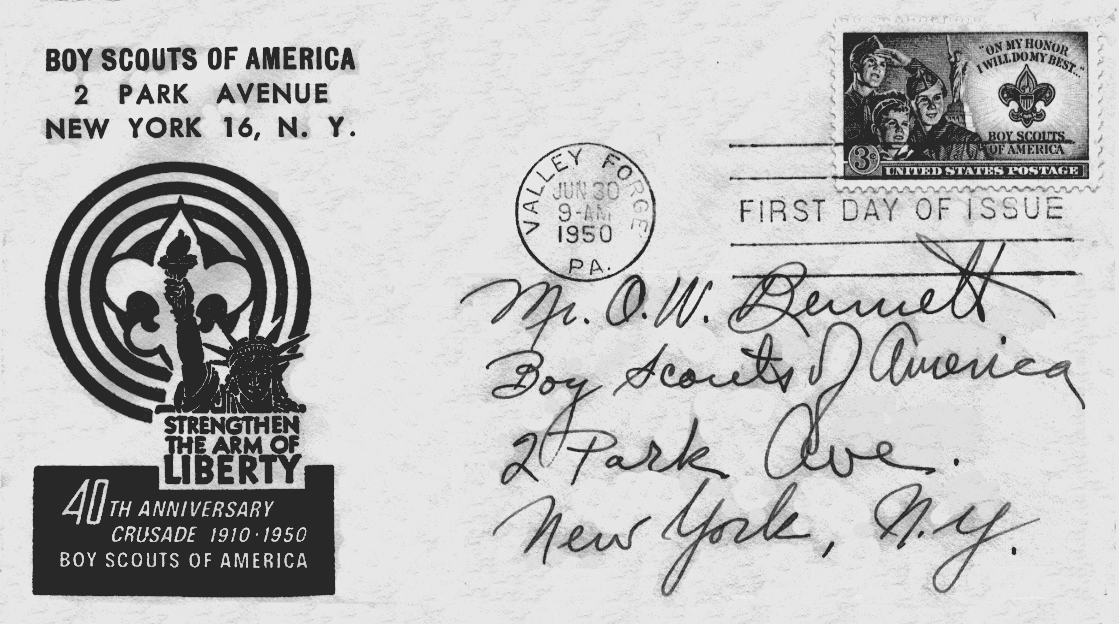 BOY SCOUTS OF AMERICA
2 PARK AVENUE
NEW YORK 16, N. Y.
"ON MY HONOR
I WILL DO MY BEST..."
BOY SCOUTS
OF AMERICA
3¢
UNITED STATES POSTAGE
VALLEY FORGE
JUN 30
9-AM
1950
PA.
FIRST DAY OF ISSUE
Mr. O.W. Bennett
Boy Scouts of America
2 Park Ave.
New York, N.Y.
STRENGTHEN
THE ARM OF
LIBERTY
40TH ANNIVERSARY
CRUSADE 1910·1950
BOY SCOUTS OF AMERICA